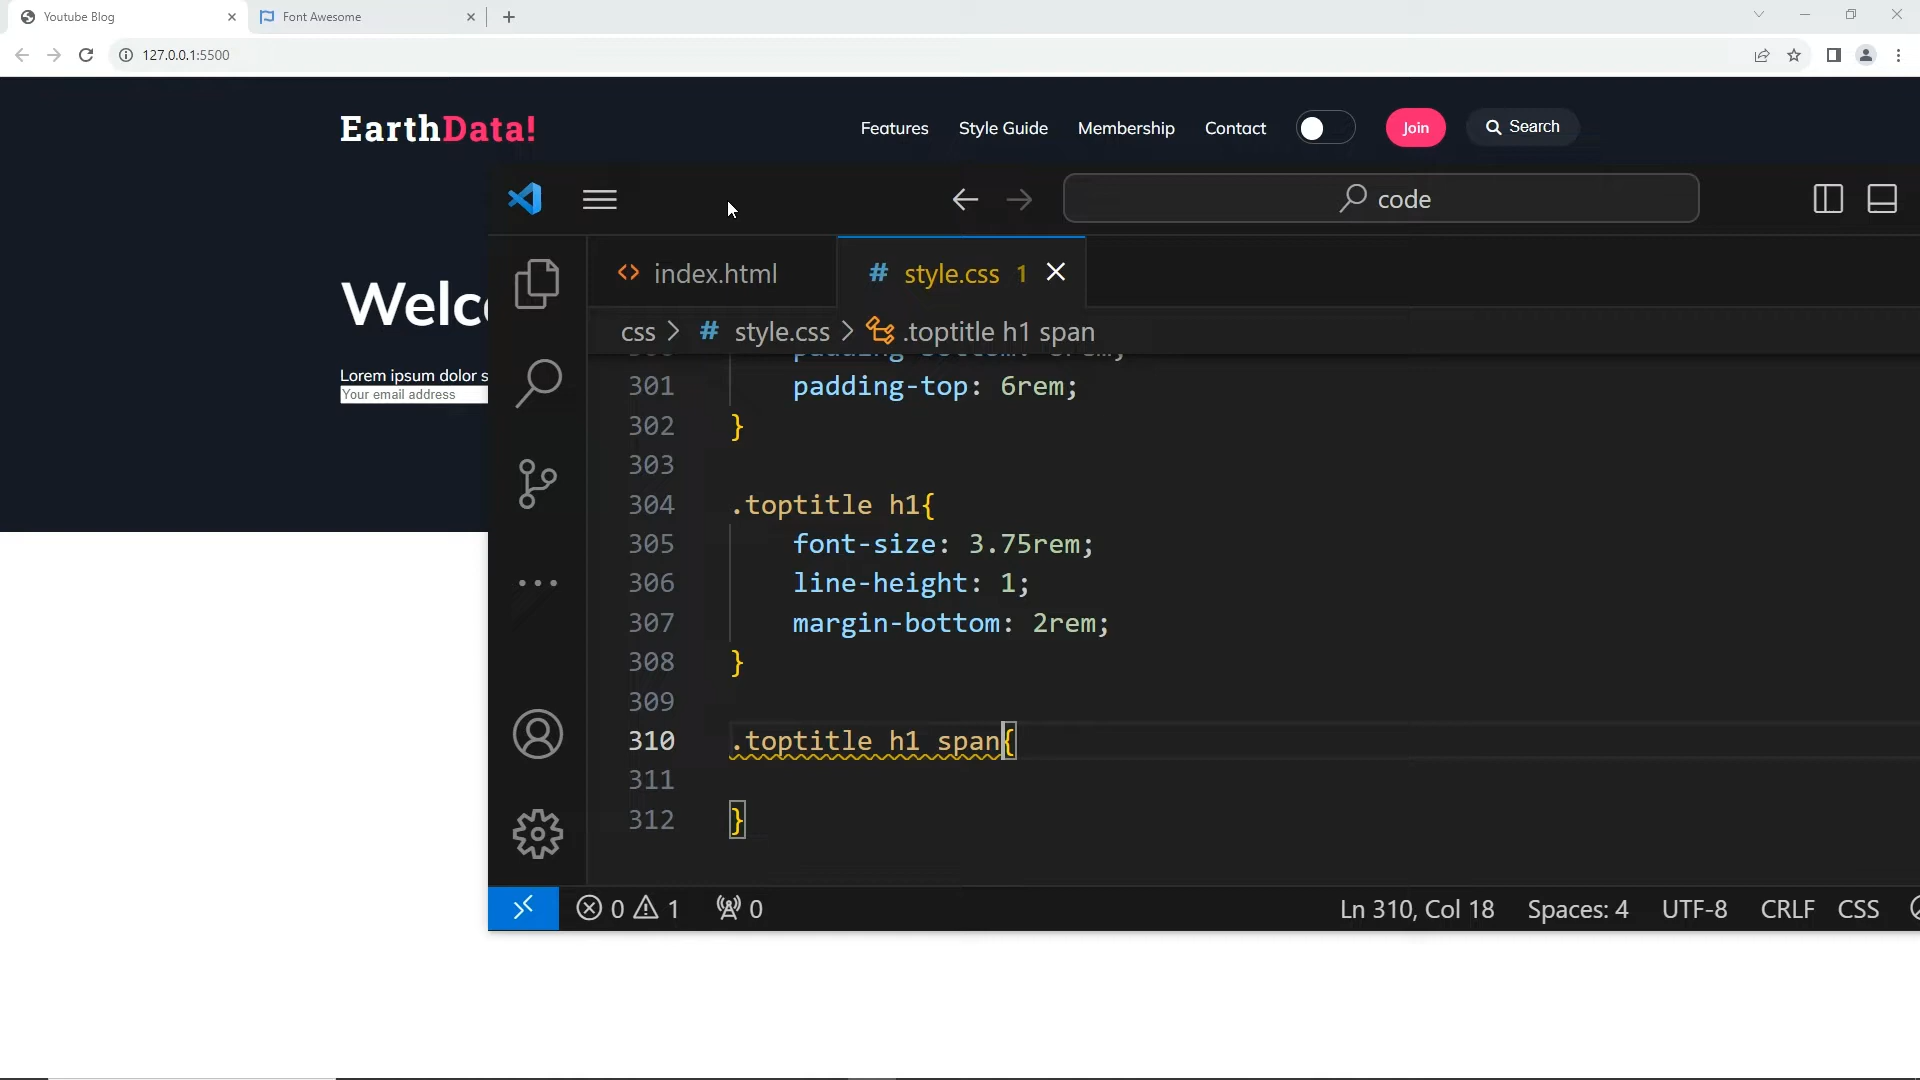 Youtube Blog
Font Awesome
127.0.0.1:5500
EarthData!
Features
Style Guide
Membership
Contact
Join
Search
code
index.html
# style.css 1
css > # style.css > .toptitle h1 span
Lorem ipsum dolor
Your email address
301 padding-top: 6rem;
302 }
303
304 .toptitle h1{
305 font-size: 3.75rem;
306 line-height: 1;
307 margin-bottom: 2rem;
308 }
309
310 .toptitle h1 span{
311
312 }
0 1 0
Ln 310, Col 18 Spaces: 4 UTF-8 CRLF CSS